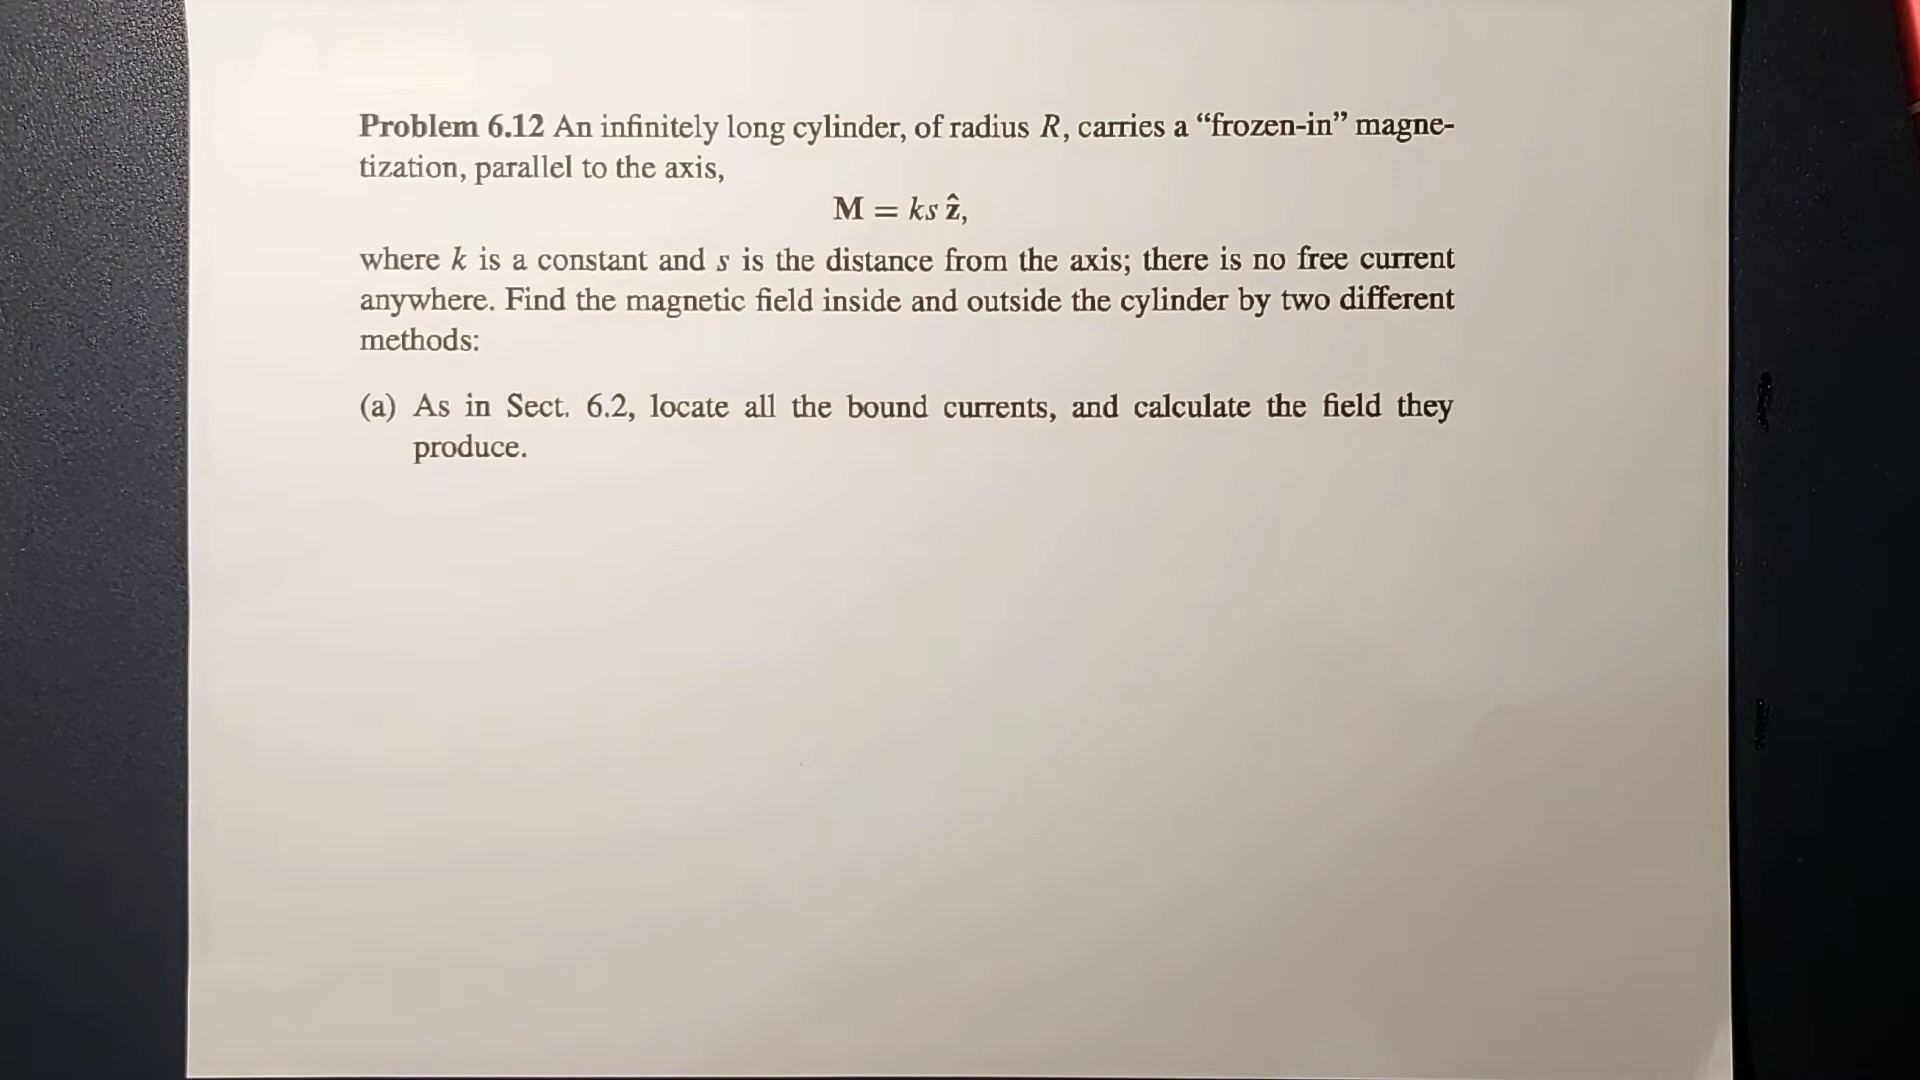 Problem 6.12 An infinitely long cylinder, of radius R, carries a “frozen-in” magne-
tization, parallel to the axis,
M = ks ẑ,
where k is a constant and s is the distance from the axis; there is no free current
anywhere. Find the magnetic field inside and outside the cylinder by two different
methods:
(a) As in Sect. 6.2, locate all the bound currents, and calculate the field they
produce.